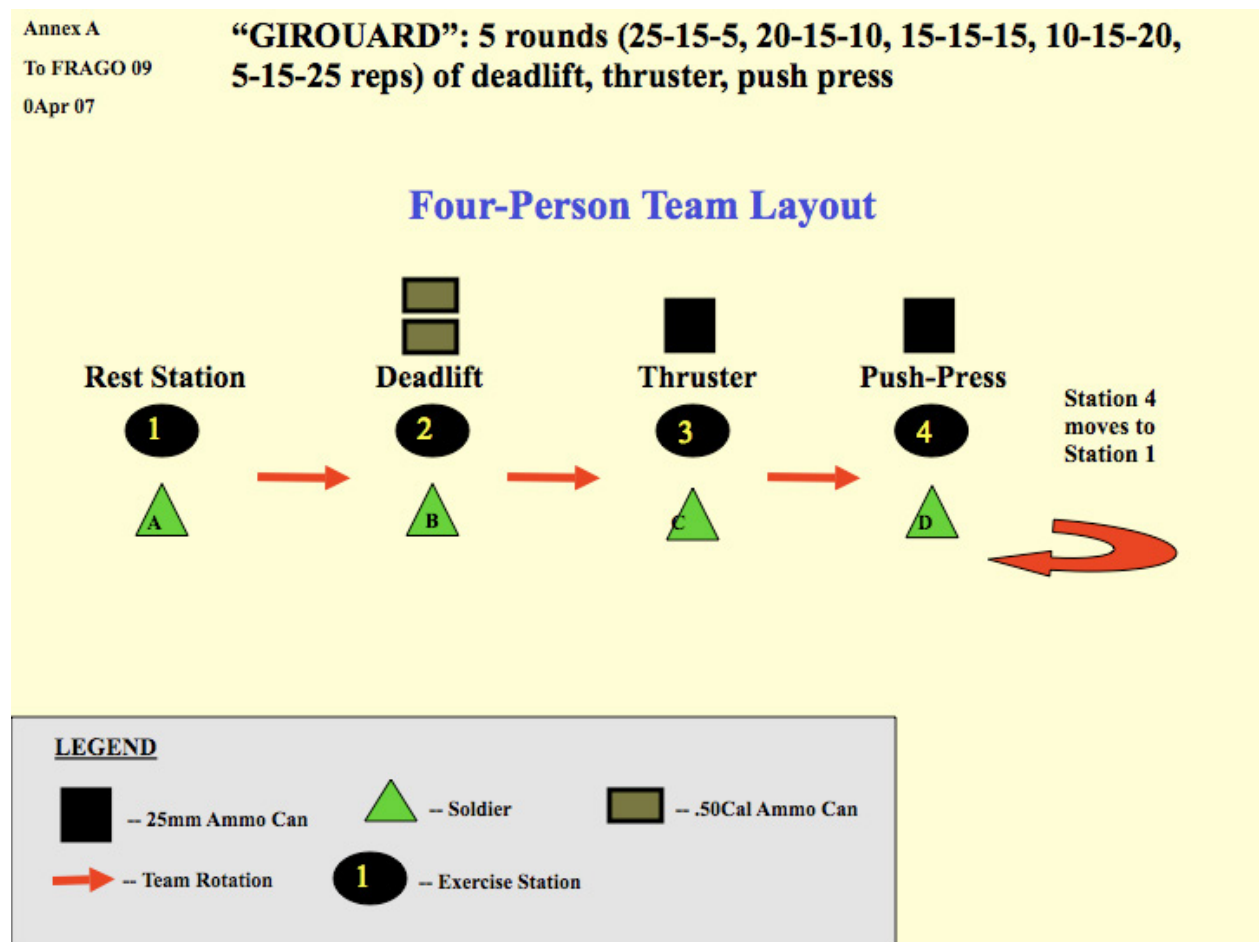 Annex A
To FRAGO 09
0Apr 07
“GIROUARD”: 5 rounds (25-15-5, 20-15-10, 15-15-15, 10-15-20,
5-15-25 reps) of deadlift, thruster, push press
Four-Person Team Layout
Rest Station
Deadlift
Thruster
Push-Press
1
2
3
4
Station 4
moves to
Station 1
A
B
C
D
LEGEND
-- 25mm Ammo Can
-- Soldier
-- .50Cal Ammo Can
-- Team Rotation
1
-- Exercise Station